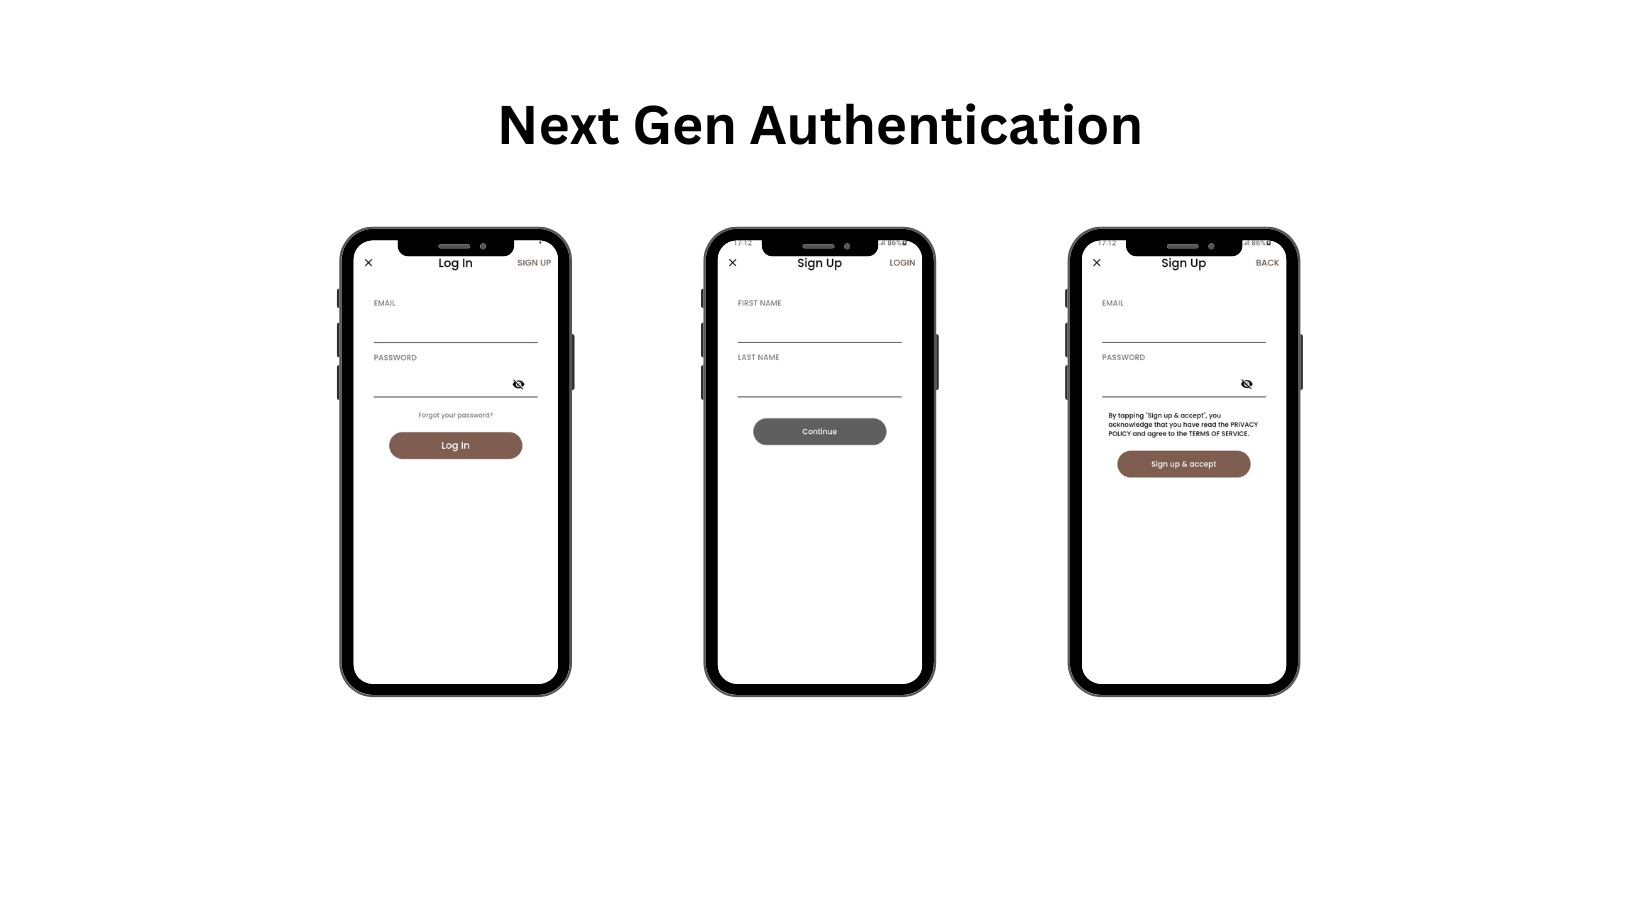 Next Gen Authentication
Log In
SIGN UP
EMAIL
PASSWORD
Forgot your password?
Log In
17:12
86%
Sign Up
LOGIN
FIRST NAME
LAST NAME
Continue
17:12
86%
Sign Up
BACK
EMAIL
PASSWORD
By tapping "Sign up & accept", you
acknowledge that you have read the PRIVACY
POLICY and agree to the TERMS OF SERVICE.
Sign up & accept